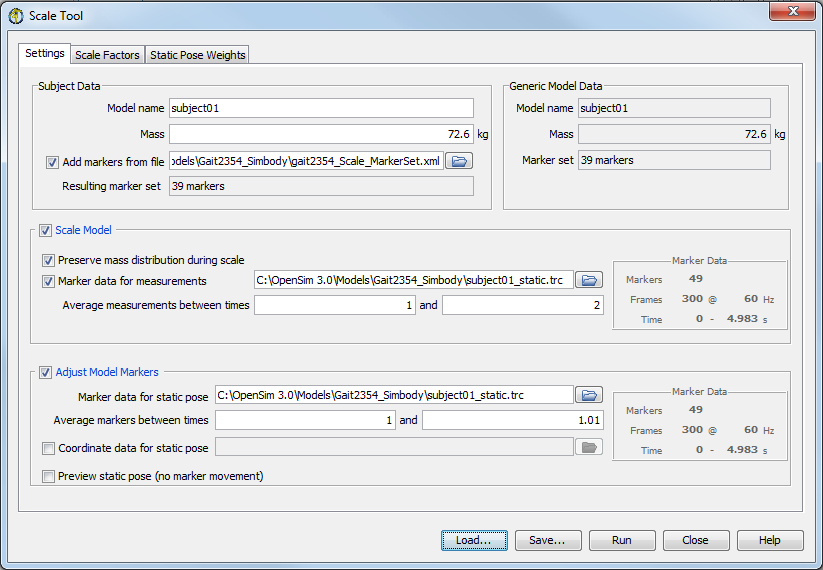 Scale Tool
Settings Scale Factors Static Pose Weights
Subject Data
Model name subject01
Mass 72.6 kg
Add markers from file odels\Gait2354_Simbody\gait2354_Scale_MarkerSet.xml
Resulting marker set 39 markers
Generic Model Data
Model name subject01
Mass 72.6 kg
Marker set 39 markers
Scale Model
Preserve mass distribution during scale
Marker data for measurements C:\OpenSim 3.0\Models\Gait2354_Simbody\subject01_static.trc
Average measurements between times 1 and 2
Marker Data
Markers 49
Frames 300 @ 60 Hz
Time 0 - 4.983 s
Adjust Model Markers
Marker data for static pose C:\OpenSim 3.0\Models\Gait2354_Simbody\subject01_static.trc
Average markers between times 1 and 1.01
Coordinate data for static pose
Preview static pose (no marker movement)
Marker Data
Markers 49
Frames 300 @ 60 Hz
Time 0 - 4.983 s
Load... Save... Run Close Help